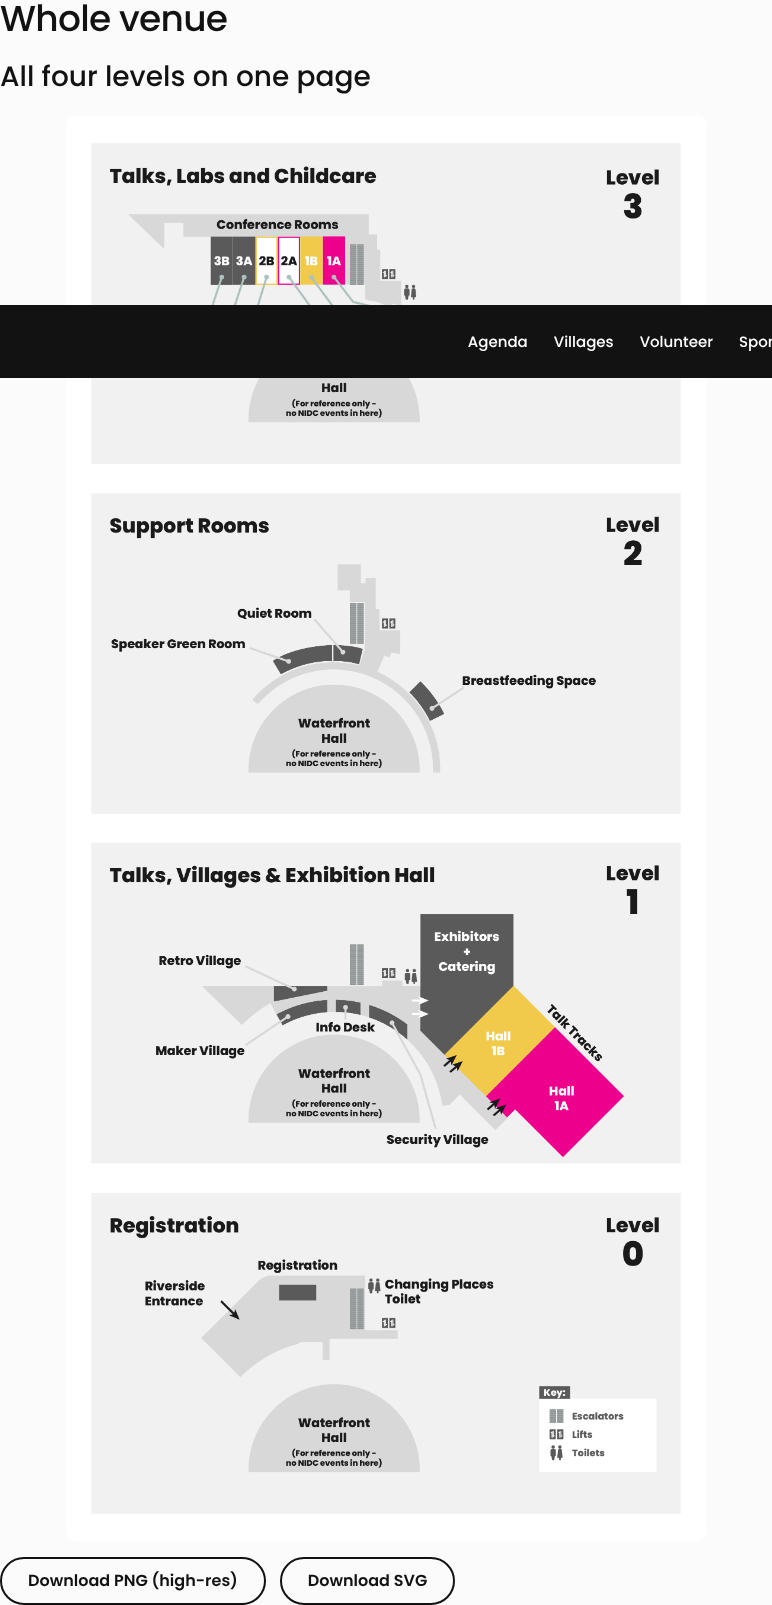 Whole venue
All four levels on one page
Talks, Labs and Childcare
Level
3
Conference Rooms
3B 3A 2B 2A 1B 1A
Agenda Villages Volunteer Spor
Hall
(For reference only -
no NIDC events in here)
Support Rooms
Level
2
Quiet Room
Speaker Green Room
Breastfeeding Space
Waterfront
Hall
(For reference only -
no NIDC events in here)
Talks, Villages & Exhibition Hall
Level
1
Exhibitors
+
Catering
Retro Village
Talk Tracks
Info Desk
Hall
1B
Maker Village
Waterfront
Hall
(For reference only -
no NIDC events in here)
Hall
1A
Security Village
Registration
Level
0
Registration
Riverside
Entrance
Changing Places
Toilet
Key:
Escalators
Lifts
Toilets
Waterfront
Hall
(For reference only -
no NIDC events in here)
Download PNG (high-res)
Download SVG